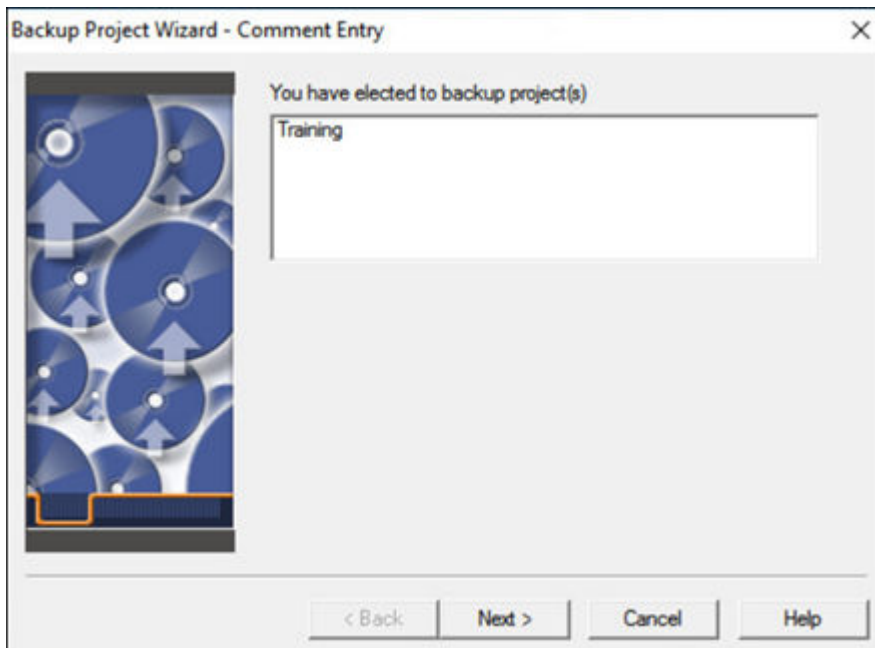 Backup Project Wizard - Comment Entry
You have elected to backup project(s)
Training
< Back
Next >
Cancel
Help